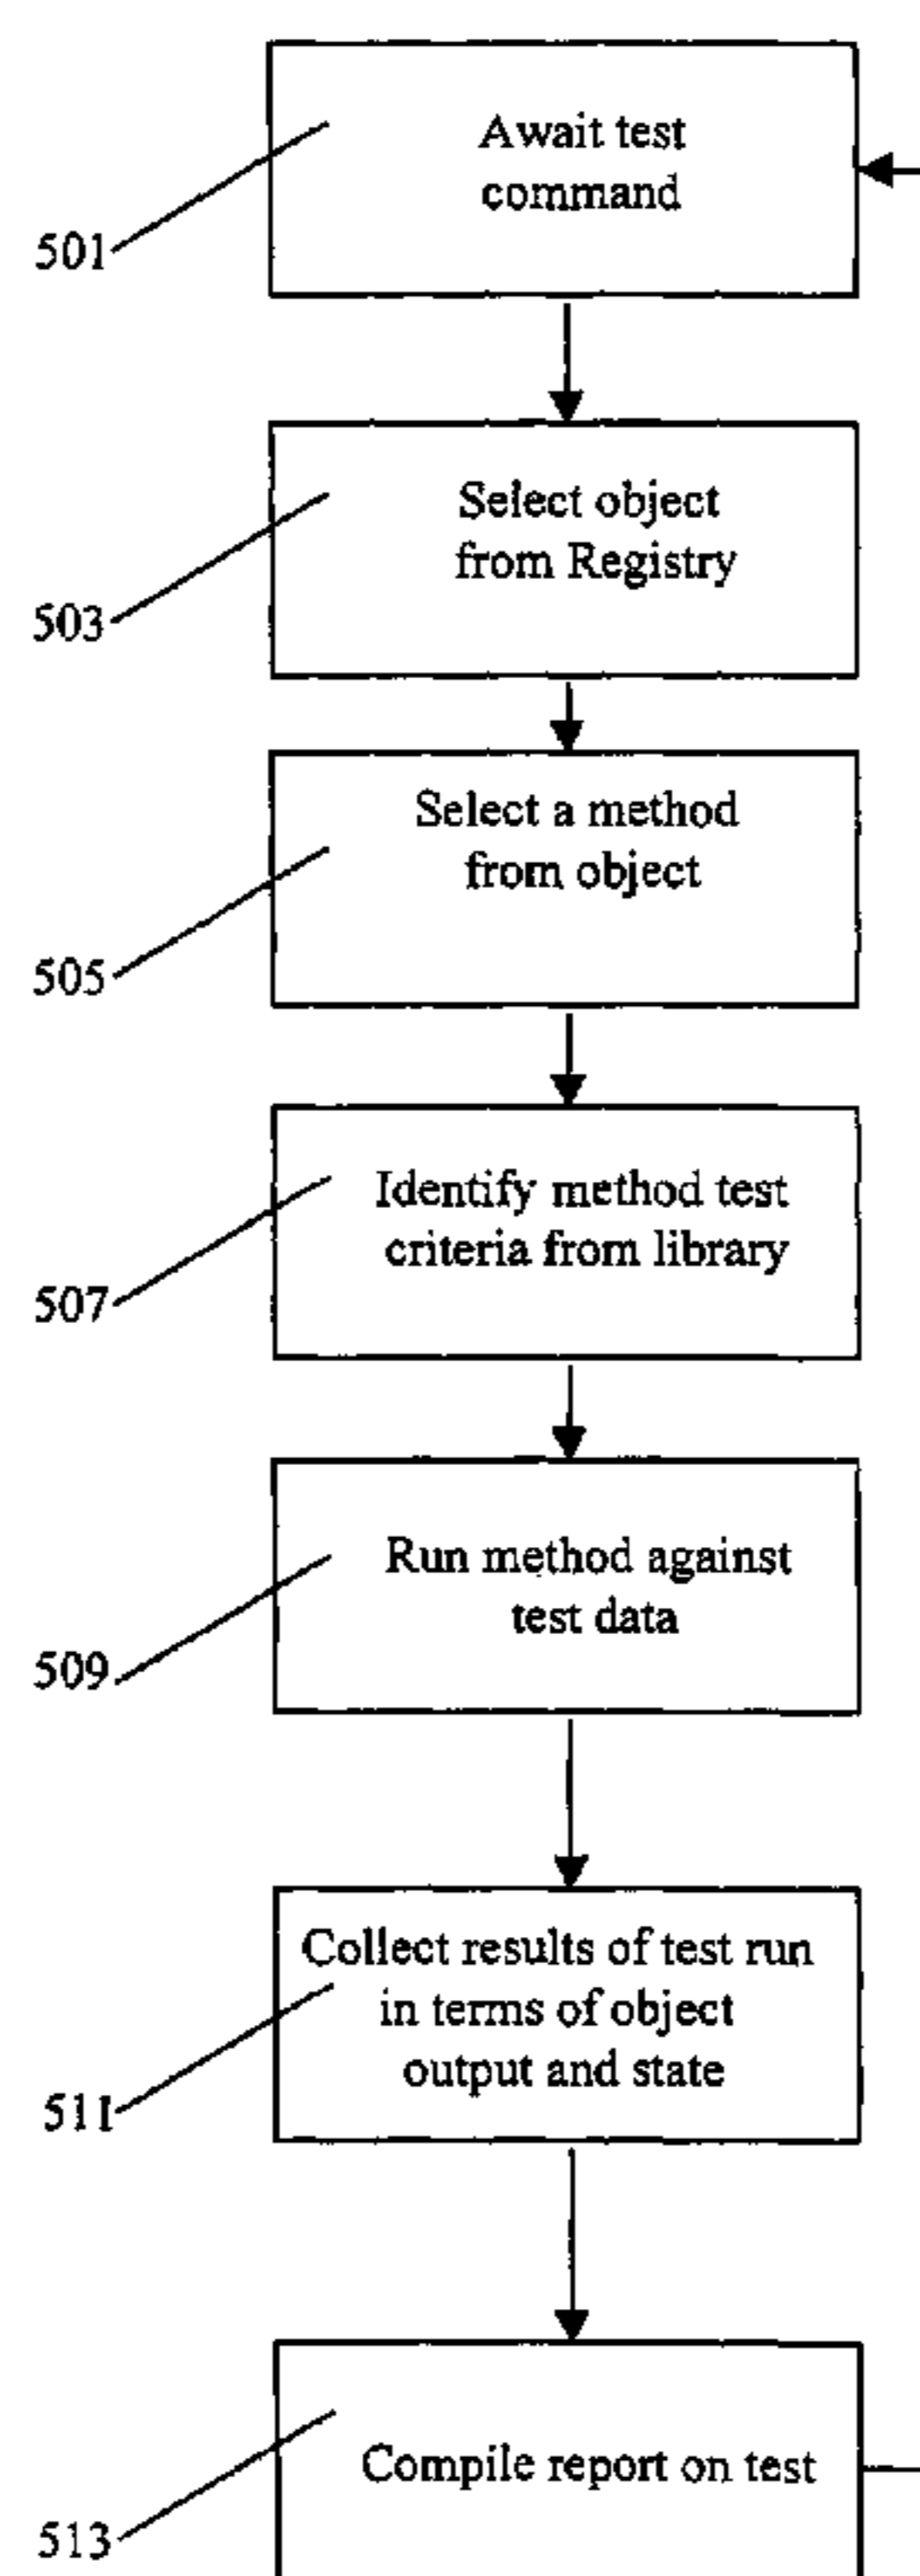 Await test
command
501
Select object
from Registry
503
Select a method
from object
505
Identify method test
criteria from library
507
Run method against
test data
509
Collect results of test run
in terms of object
output and state
511
Compile report on test
513